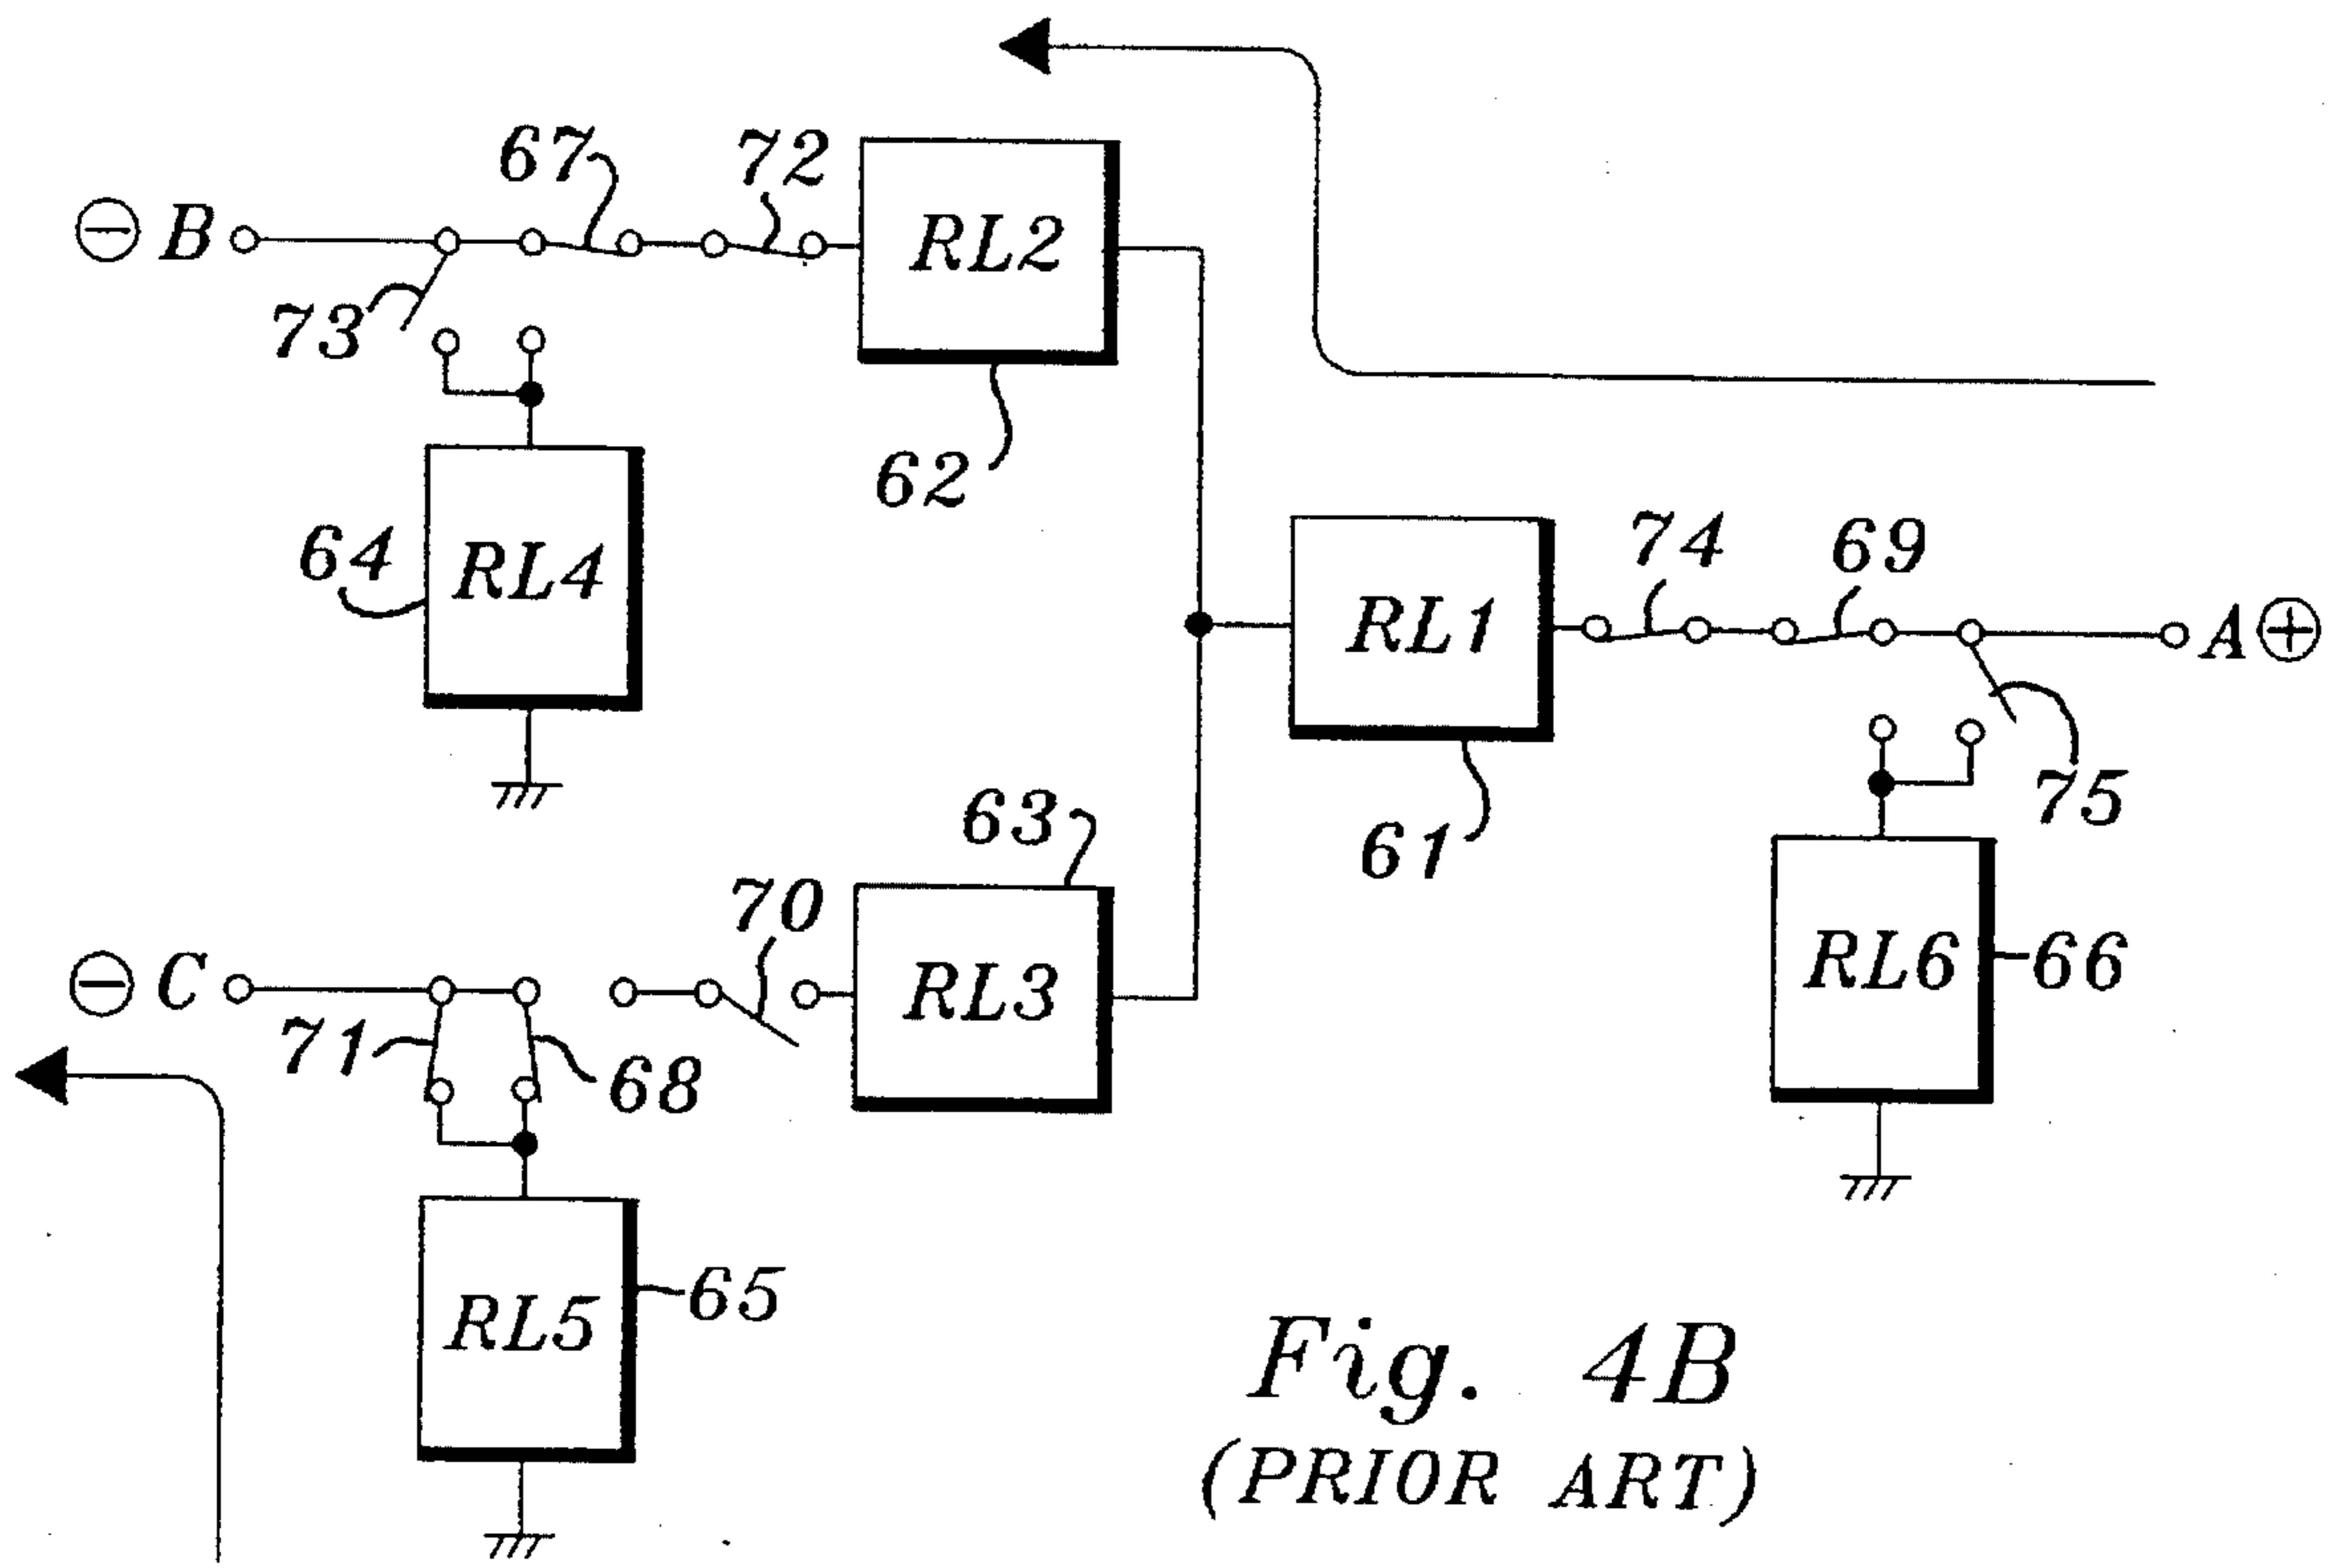 67 72
⊖ B RL2
73
62
64 RL4
74 69
RL1 A ⊕
63 61 75
70
⊖ C RL3 RL6 66
71 68
RL5 65
Fig. 4B
(PRIOR ART)